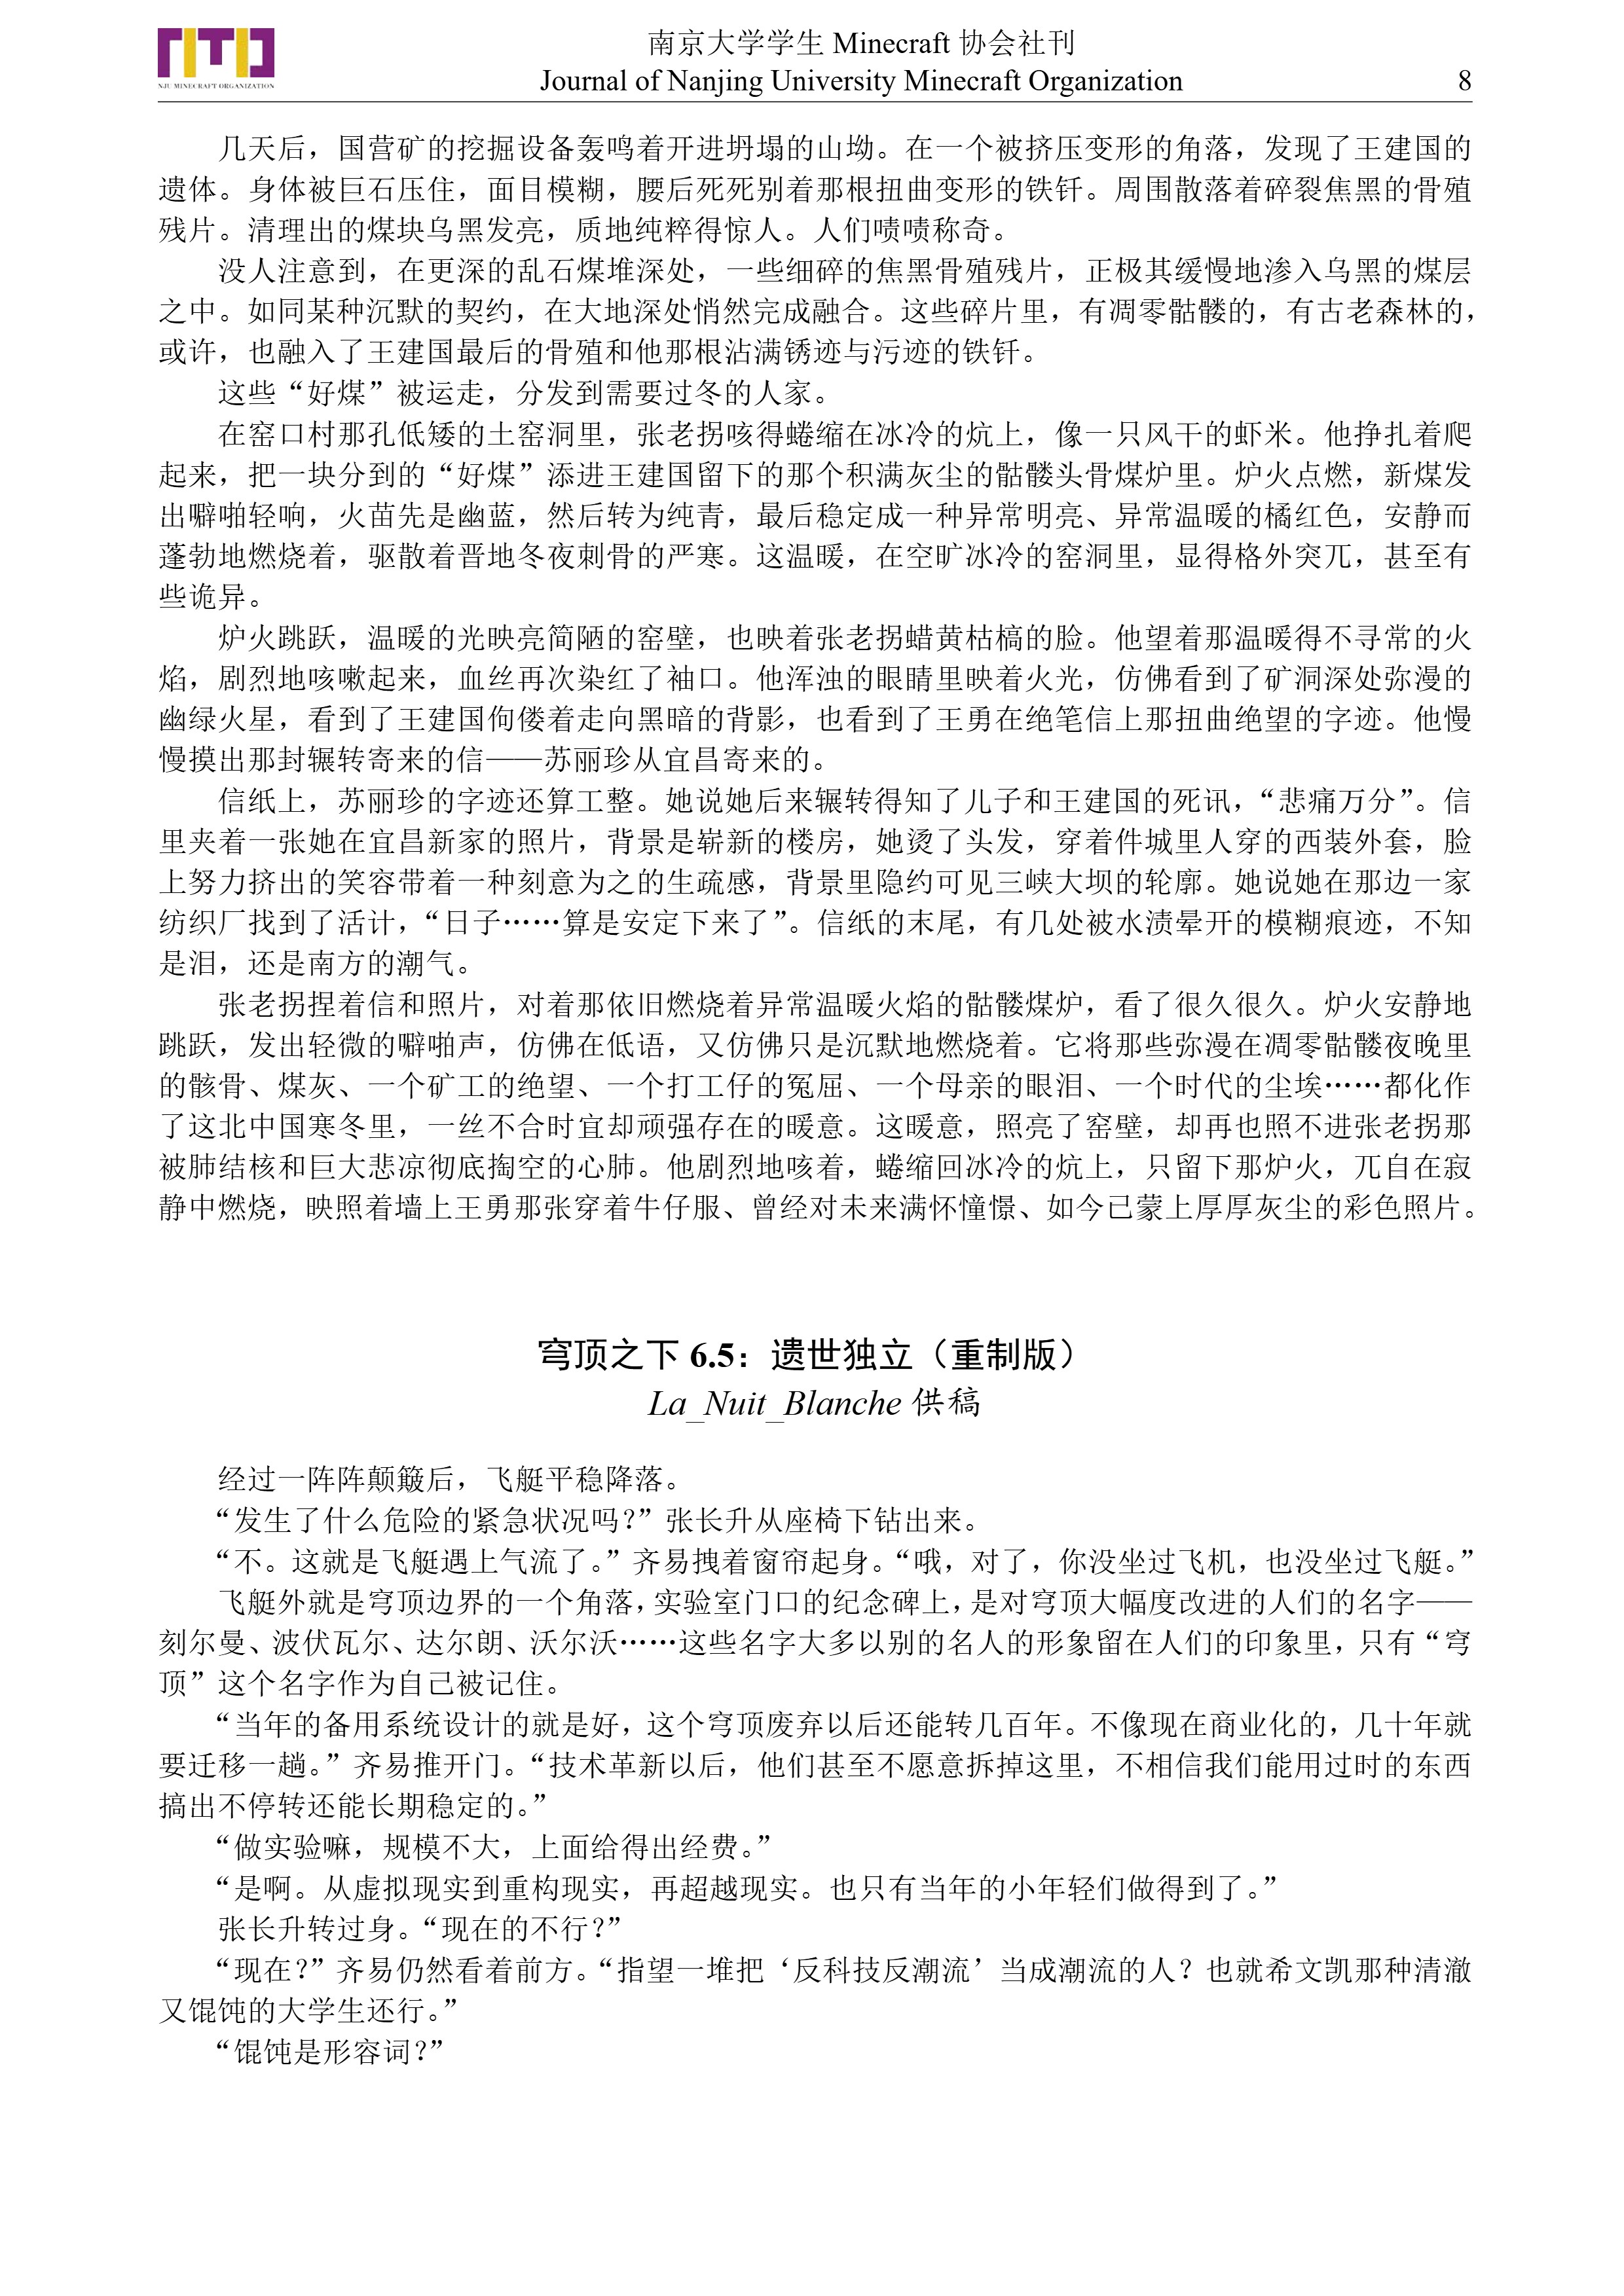 NJU MINECRAFT ORGANIZATION
南京大学学生 Minecraft 协会社刊
Journal of Nanjing University Minecraft Organization
8
几天后，国营矿的挖掘设备轰鸣着开进坍塌的山坳。在一个被挤压变形的角落，发现了王建国的
遗体。身体被巨石压住，面目模糊，腰后死死别着那根扭曲变形的铁钎。周围散落着碎裂焦黑的骨殖
残片。清理出的煤块乌黑发亮，质地纯粹得惊人。人们啧啧称奇。
没人注意到，在更深的乱石煤堆深处，一些细碎的焦黑骨殖残片，正极其缓慢地渗入乌黑的煤层
之中。如同某种沉默的契约，在大地深处悄然完成融合。这些碎片里，有凋零骷髅的，有古老森林的，
或许，也融入了王建国最后的骨殖和他那根沾满锈迹与污迹的铁钎。
这些“好煤”被运走，分发到需要过冬的人家。
在窑口村那孔低矮的土窑洞里，张老拐咳得蜷缩在冰冷的炕上，像一只风干的虾米。他挣扎着爬
起来，把一块分到的“好煤”添进王建国留下的那个积满灰尘的骷髅头骨煤炉里。炉火点燃，新煤发
出噼啪轻响，火苗先是幽蓝，然后转为纯青，最后稳定成一种异常明亮、异常温暖的橘红色，安静而
蓬勃地燃烧着，驱散着晋地冬夜刺骨的严寒。这温暖，在空旷冰冷的窑洞里，显得格外突兀，甚至有
些诡异。
炉火跳跃，温暖的光映亮简陋的窑壁，也映着张老拐蜡黄枯槁的脸。他望着那温暖得不寻常的火
焰，剧烈地咳嗽起来，血丝再次染红了袖口。他浑浊的眼睛里映着火光，仿佛看到了矿洞深处弥漫的
幽绿火星，看到了王建国佝偻着走向黑暗的背影，也看到了王勇在绝笔信上那扭曲绝望的字迹。他慢
慢摸出那封辗转寄来的信——苏丽珍从宜昌寄来的。
信纸上，苏丽珍的字迹还算工整。她说她后来辗转得知了儿子和王建国的死讯，“悲痛万分”。信
里夹着一张她在宜昌新家的照片，背景是崭新的楼房，她烫了头发，穿着件城里人穿的西装外套，脸
上努力挤出的笑容带着一种刻意为之的生疏感，背景里隐约可见三峡大坝的轮廓。她说她在那边一家
纺织厂找到了活计，“日子……算是安定下来了”。信纸的末尾，有几处被水渍晕开的模糊痕迹，不知
是泪，还是南方的潮气。
张老拐捏着信和照片，对着那依旧燃烧着异常温暖火焰的骷髅煤炉，看了很久很久。炉火安静地
跳跃，发出轻微的噼啪声，仿佛在低语，又仿佛只是沉默地燃烧着。它将那些弥漫在凋零骷髅夜晚里
的骸骨、煤灰、一个矿工的绝望、一个打工仔的冤屈、一个母亲的眼泪、一个时代的尘埃……都化作
了这北中国寒冬里，一丝不合时宜却顽强存在的暖意。这暖意，照亮了窑壁，却再也照不进张老拐那
被肺结核和巨大悲凉彻底掏空的心肺。他剧烈地咳着，蜷缩回冰冷的炕上，只留下那炉火，兀自在寂
静中燃烧，映照着墙上王勇那张穿着牛仔服、曾经对未来满怀憧憬、如今已蒙上厚厚灰尘的彩色照片。
穹顶之下 6.5：遗世独立（重制版）
La_Nuit_Blanche 供稿
经过一阵阵颠簸后，飞艇平稳降落。
“发生了什么危险的紧急状况吗？”张长升从座椅下钻出来。
“不。这就是飞艇遇上气流了。”齐易拽着窗帘起身。“哦，对了，你没坐过飞机，也没坐过飞艇。”
飞艇外就是穹顶边界的一个角落，实验室门口的纪念碑上，是对穹顶大幅度改进的人们的名字——
刻尔曼、波伏瓦尔、达尔朗、沃尔沃……这些名字大多以别的名人的形象留在人们的印象里，只有“穹
顶”这个名字作为自己被记住。
“当年的备用系统设计的就是好，这个穹顶废弃以后还能转几百年。不像现在商业化的，几十年就
要迁移一趟。”齐易推开门。“技术革新以后，他们甚至不愿意拆掉这里，不相信我们能用过时的东西
搞出不停转还能长期稳定的。”
“做实验嘛，规模不大，上面给得出经费。”
“是啊。从虚拟现实到重构现实，再超越现实。也只有当年的小年轻们做得到了。”
张长升转过身。“现在的不行？”
“现在？”齐易仍然看着前方。“指望一堆把‘反科技反潮流’当成潮流的人？也就希文凯那种清澈
又馄饨的大学生还行。”
“馄饨是形容词？”